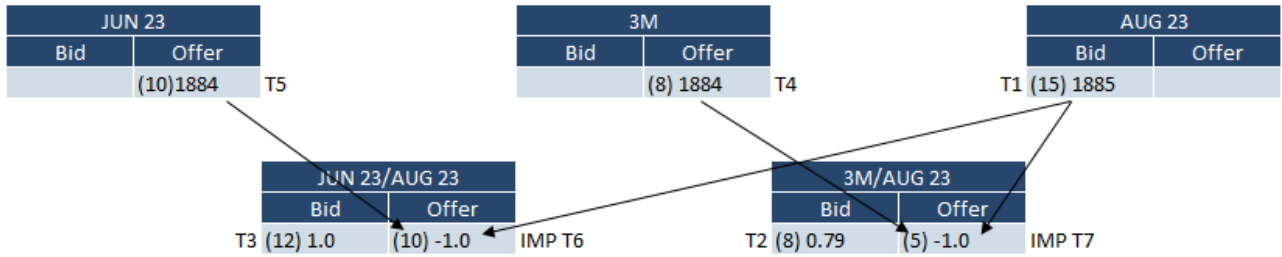 JUN 23 3M AUG 23
Bid Offer Bid Offer Bid Offer
(10)1884 T5 (8) 1884 T4 T1 (15) 1885
JUN 23/AUG 23 3M/AUG 23
Bid Offer Bid Offer
T3 (12) 1.0 (10) -1.0 IMP T6 T2 (8) 0.79 (5) -1.0 IMP T7